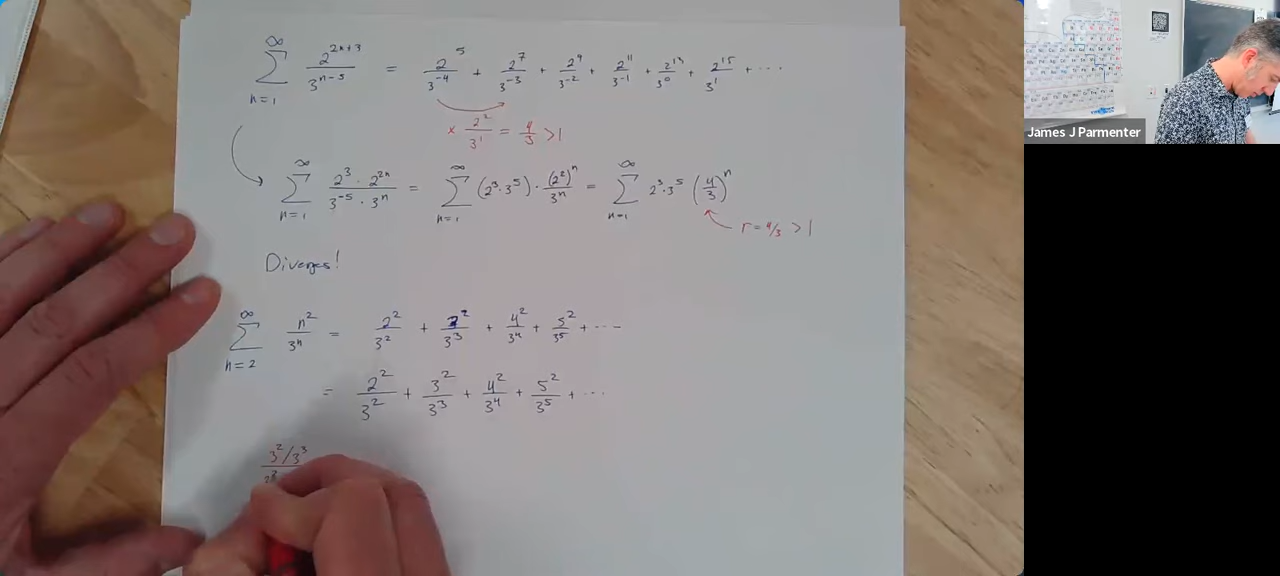 ∞ ∑ n=1 2^{2n+3} / 3^{n-5} = 2^5 / 3^{-4} + 2^7 / 3^{-3} + 2^9 / 3^{-2} + 2^{11} / 3^{-1} + 2^{13} / 3^0 + 2^{15} / 3^1 + ···
× 2^2 / 3^1 = 4/3 > 1
∞ ∑ n=1 2^3 · 2^{2n} / 3^{-5} · 3^n = ∞ ∑ n=1 (2^3 · 3^5) · (2^2)^n / 3^n = ∞ ∑ n=1 2^3 · 3^5 (4/3)^n
r = 4/3 > 1
Diverges!
∞ ∑ n=2 n^2 / 3^n = 2^2 / 3^2 + 3^2 / 3^3 + 4^2 / 3^4 + 5^2 / 3^5 + ···
= 2^2 / 3^2 + 3^2 / 3^3 + 4^2 / 3^4 + 5^2 / 3^5 + ···
3^2 / 3^3
James J Parmenter